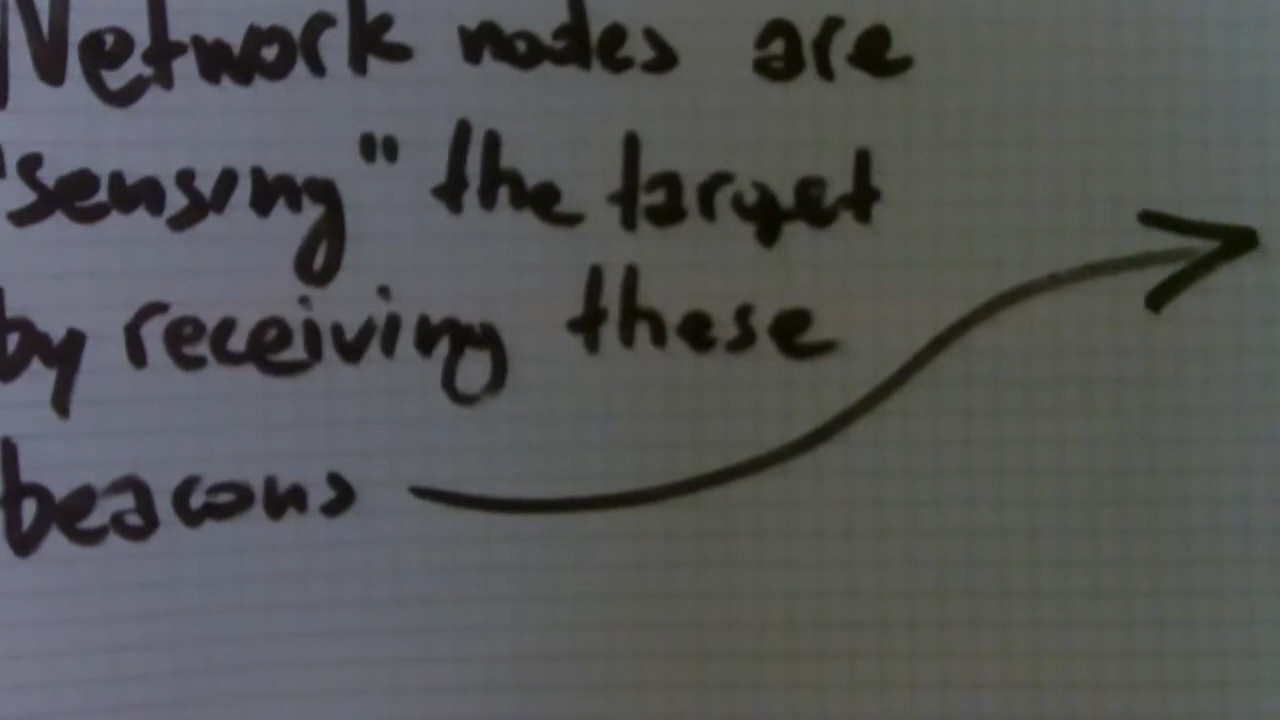 Network nodes are
"sensing" the target
by receiving these
beacons